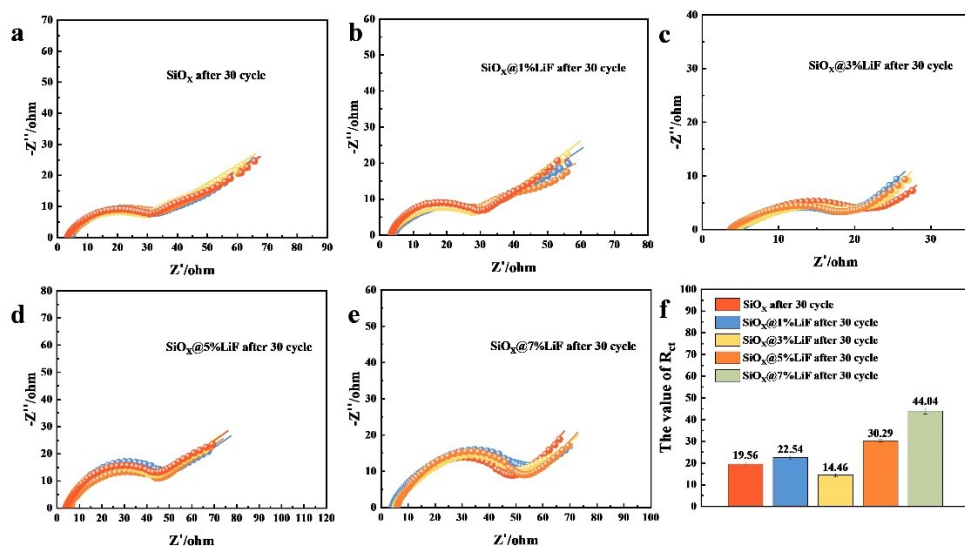 a
SiOx after 30 cycle
-Z''/ohm
70
60
50
40
30
20
10
0
0 10 20 30 40 50 60 70 80 90
Z'/ohm
b
SiOx@1%LiF after 30 cycle
-Z''/ohm
60
50
40
30
20
10
0
0 10 20 30 40 50 60 70 80
Z'/ohm
c
SiOx@3%LiF after 30 cycle
-Z''/ohm
40
30
20
10
0
0 10 20 30
Z'/ohm
d
SiOx@5%LiF after 30 cycle
-Z''/ohm
80
70
60
50
40
30
20
10
0
0 10 20 30 40 50 60 70 80 90 100 110 120
Z'/ohm
e
SiOx@7%LiF after 30 cycle
-Z''/ohm
60
50
40
30
20
10
0
0 10 20 30 40 50 60 70 80 90 100
Z'/ohm
f
SiOx after 30 cycle
SiOx@1%LiF after 30 cycle
SiOx@3%LiF after 30 cycle
SiOx@5%LiF after 30 cycle
SiOx@7%LiF after 30 cycle
The value of Rct
100
90
80
70
60
50
40
30
20
10
0
19.56 22.54 14.46 30.29 44.04